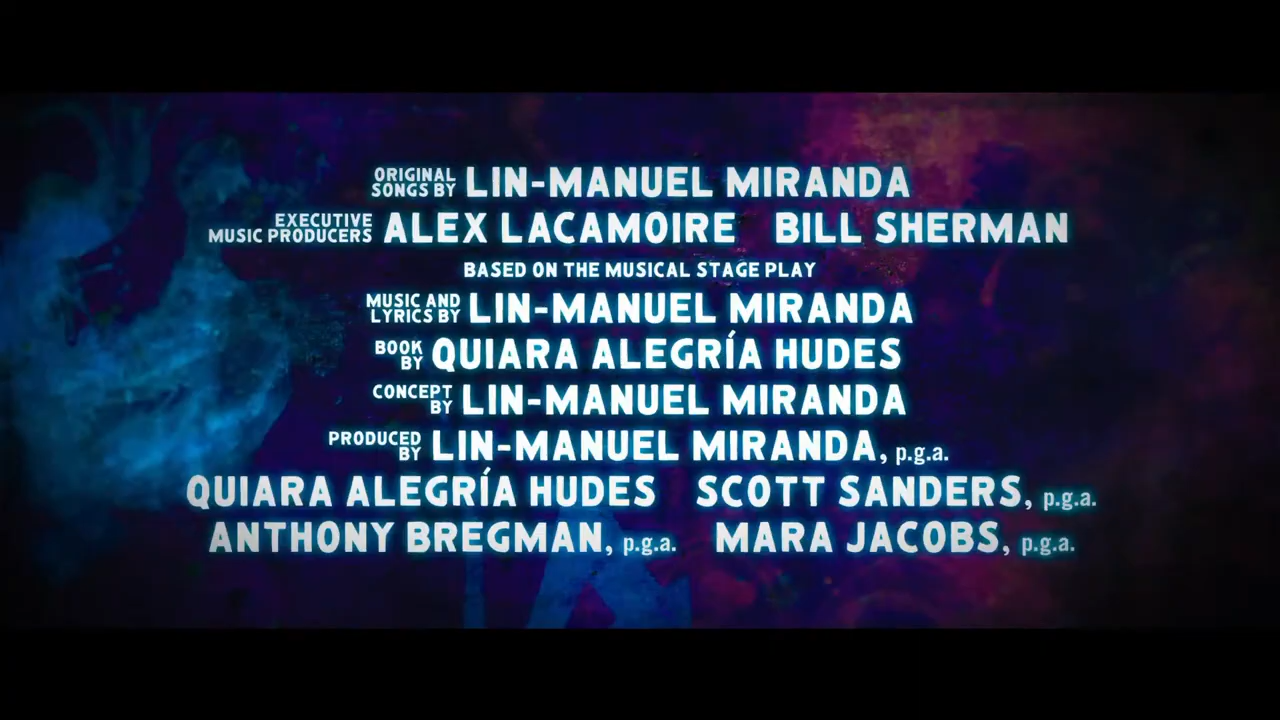 ORIGINAL SONGS BY LIN-MANUEL MIRANDA
EXECUTIVE MUSIC PRODUCERS ALEX LACAMOIRE BILL SHERMAN
BASED ON THE MUSICAL STAGE PLAY
MUSIC AND LYRICS BY LIN-MANUEL MIRANDA
BOOK BY QUIARA ALEGRÍA HUDES
CONCEPT BY LIN-MANUEL MIRANDA
PRODUCED BY LIN-MANUEL MIRANDA, p.g.a.
QUIARA ALEGRÍA HUDES SCOTT SANDERS, p.g.a.
ANTHONY BREGMAN, p.g.a. MARA JACOBS, p.g.a.